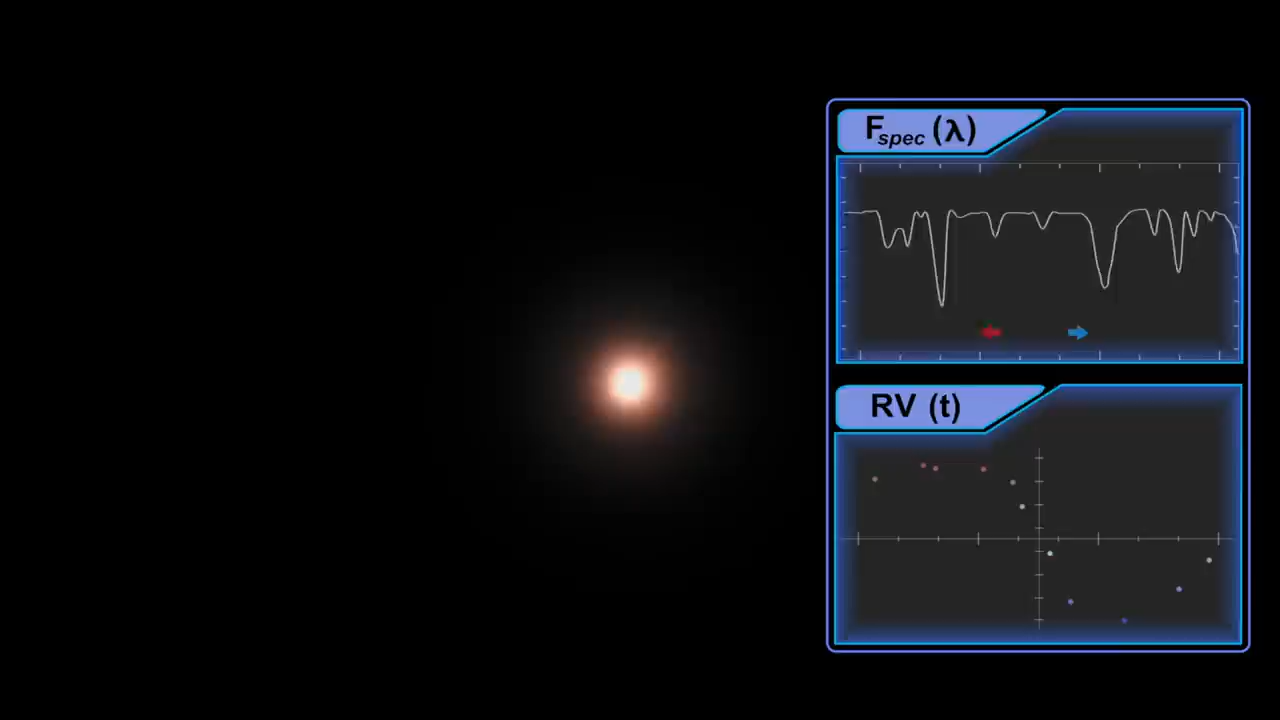 F_spec (λ)
RV (t)